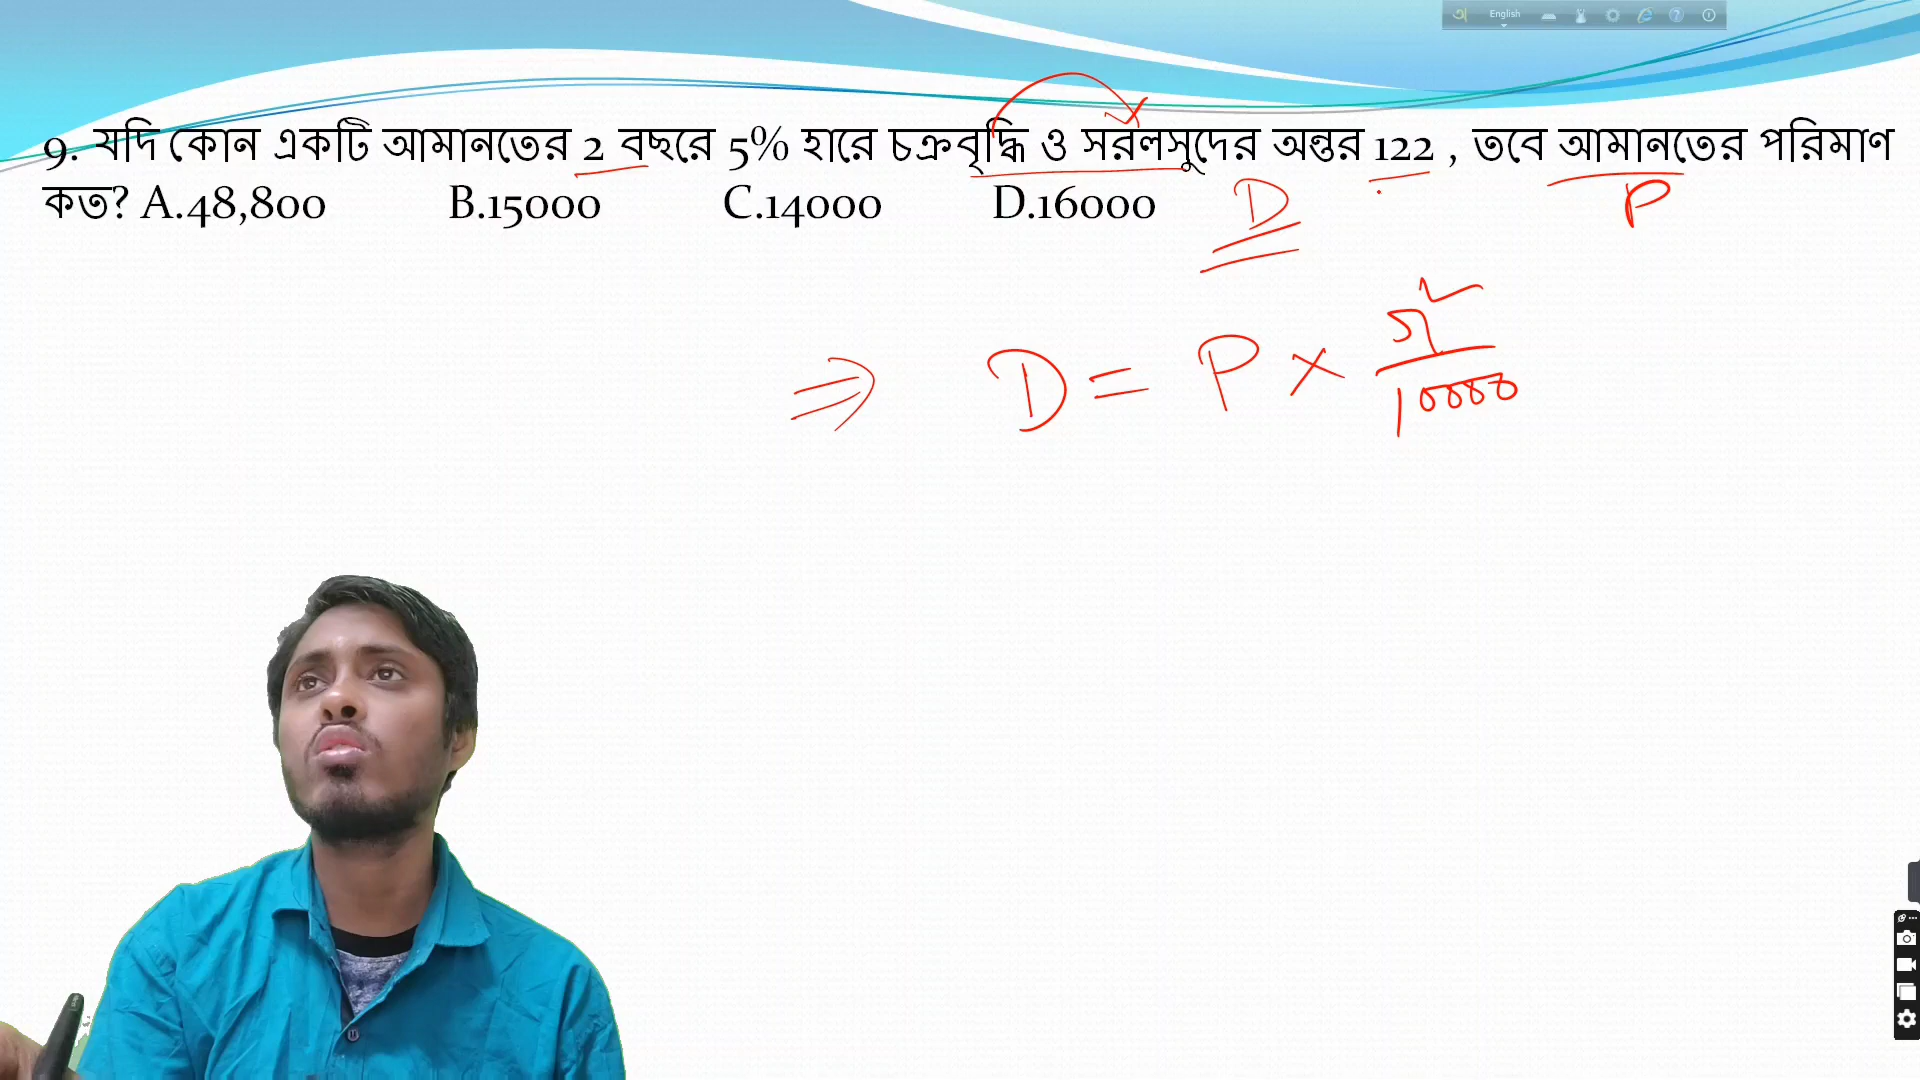 English
9. যদি কোন একটি আমানতের 2 বছরে 5% হারে চক্রবৃদ্ধি ও সরলসুদের অন্তর 122 , তবে আমানতের পরিমাণ
কত? A.48,800 B.15000 C.14000 D.16000
D P
⇒ D = P × r²/10000